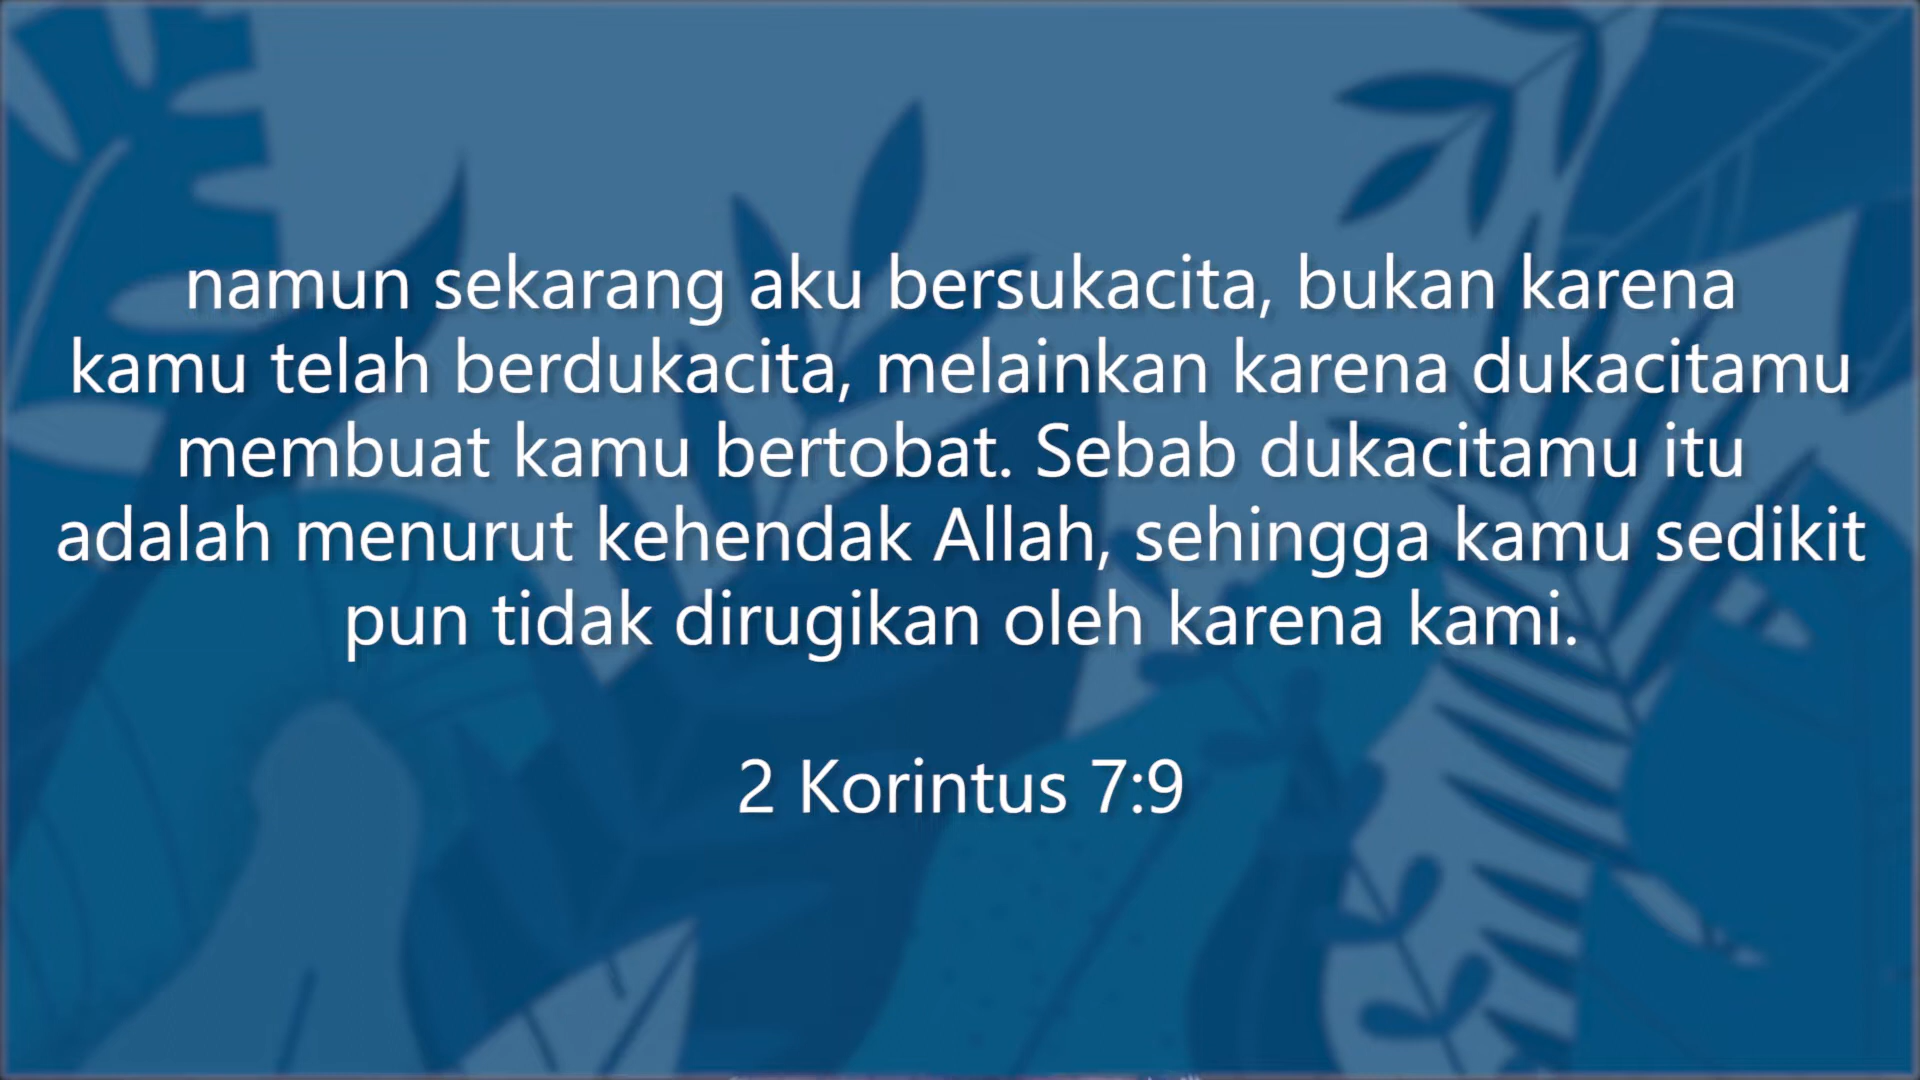 namun sekarang aku bersukacita, bukan karena
kamu telah berdukacita, melainkan karena dukacitamu
membuat kamu bertobat. Sebab dukacitamu itu
adalah menurut kehendak Allah, sehingga kamu sedikit
pun tidak dirugikan oleh karena kami.
2 Korintus 7:9